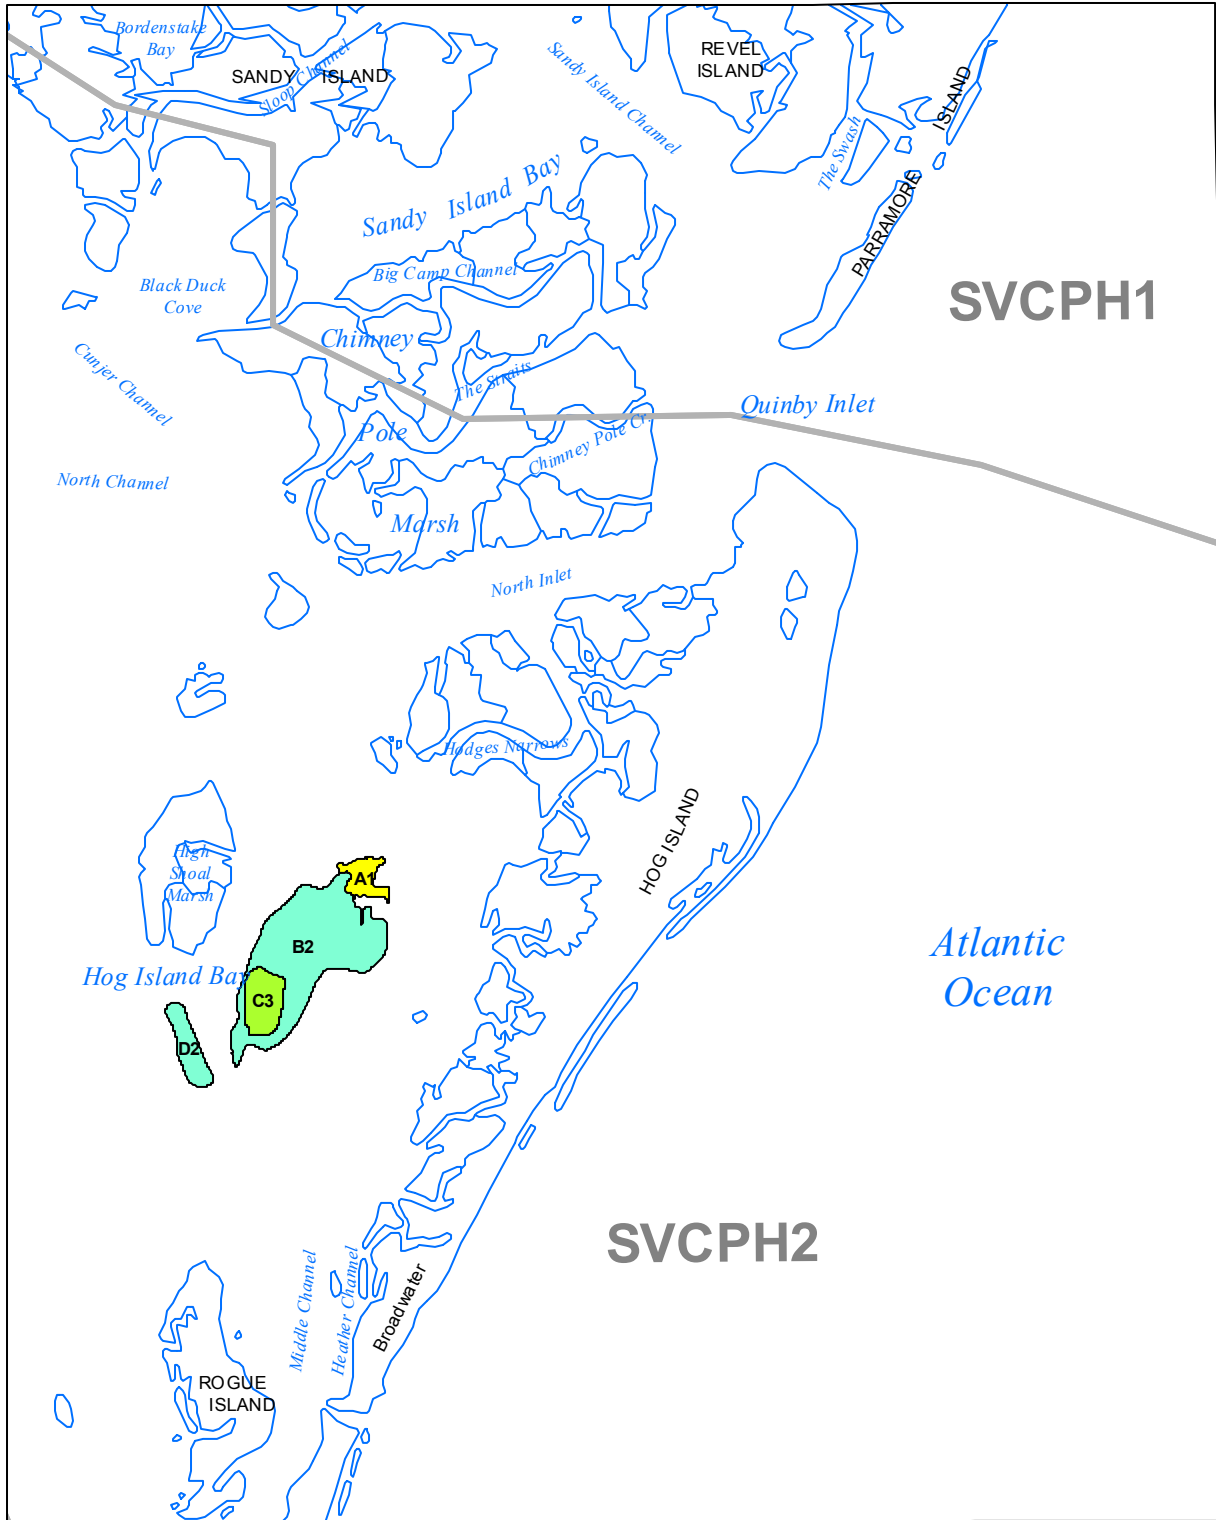 Bordenstake
Bay
SANDY ISLAND
Sloop Channel
Sandy Island Channel
REVEL
ISLAND
The Swash
PARRAMORE ISLAND
Sandy Island Bay
Big Camp Channel
Black Duck
Cove
SVCPH1
Chimney
Cunjer Channel
The Straits
Quinby Inlet
Pole
Chimney Pole Cr.
North Channel
Marsh
North Inlet
Hodges Narrows
HOG ISLAND
High
Shoal
Marsh
A1
B2
Hog Island Bay
C3
D2
Atlantic
Ocean
SVCPH2
Middle Channel
Heather Channel
Broadwater
ROGUE
ISLAND